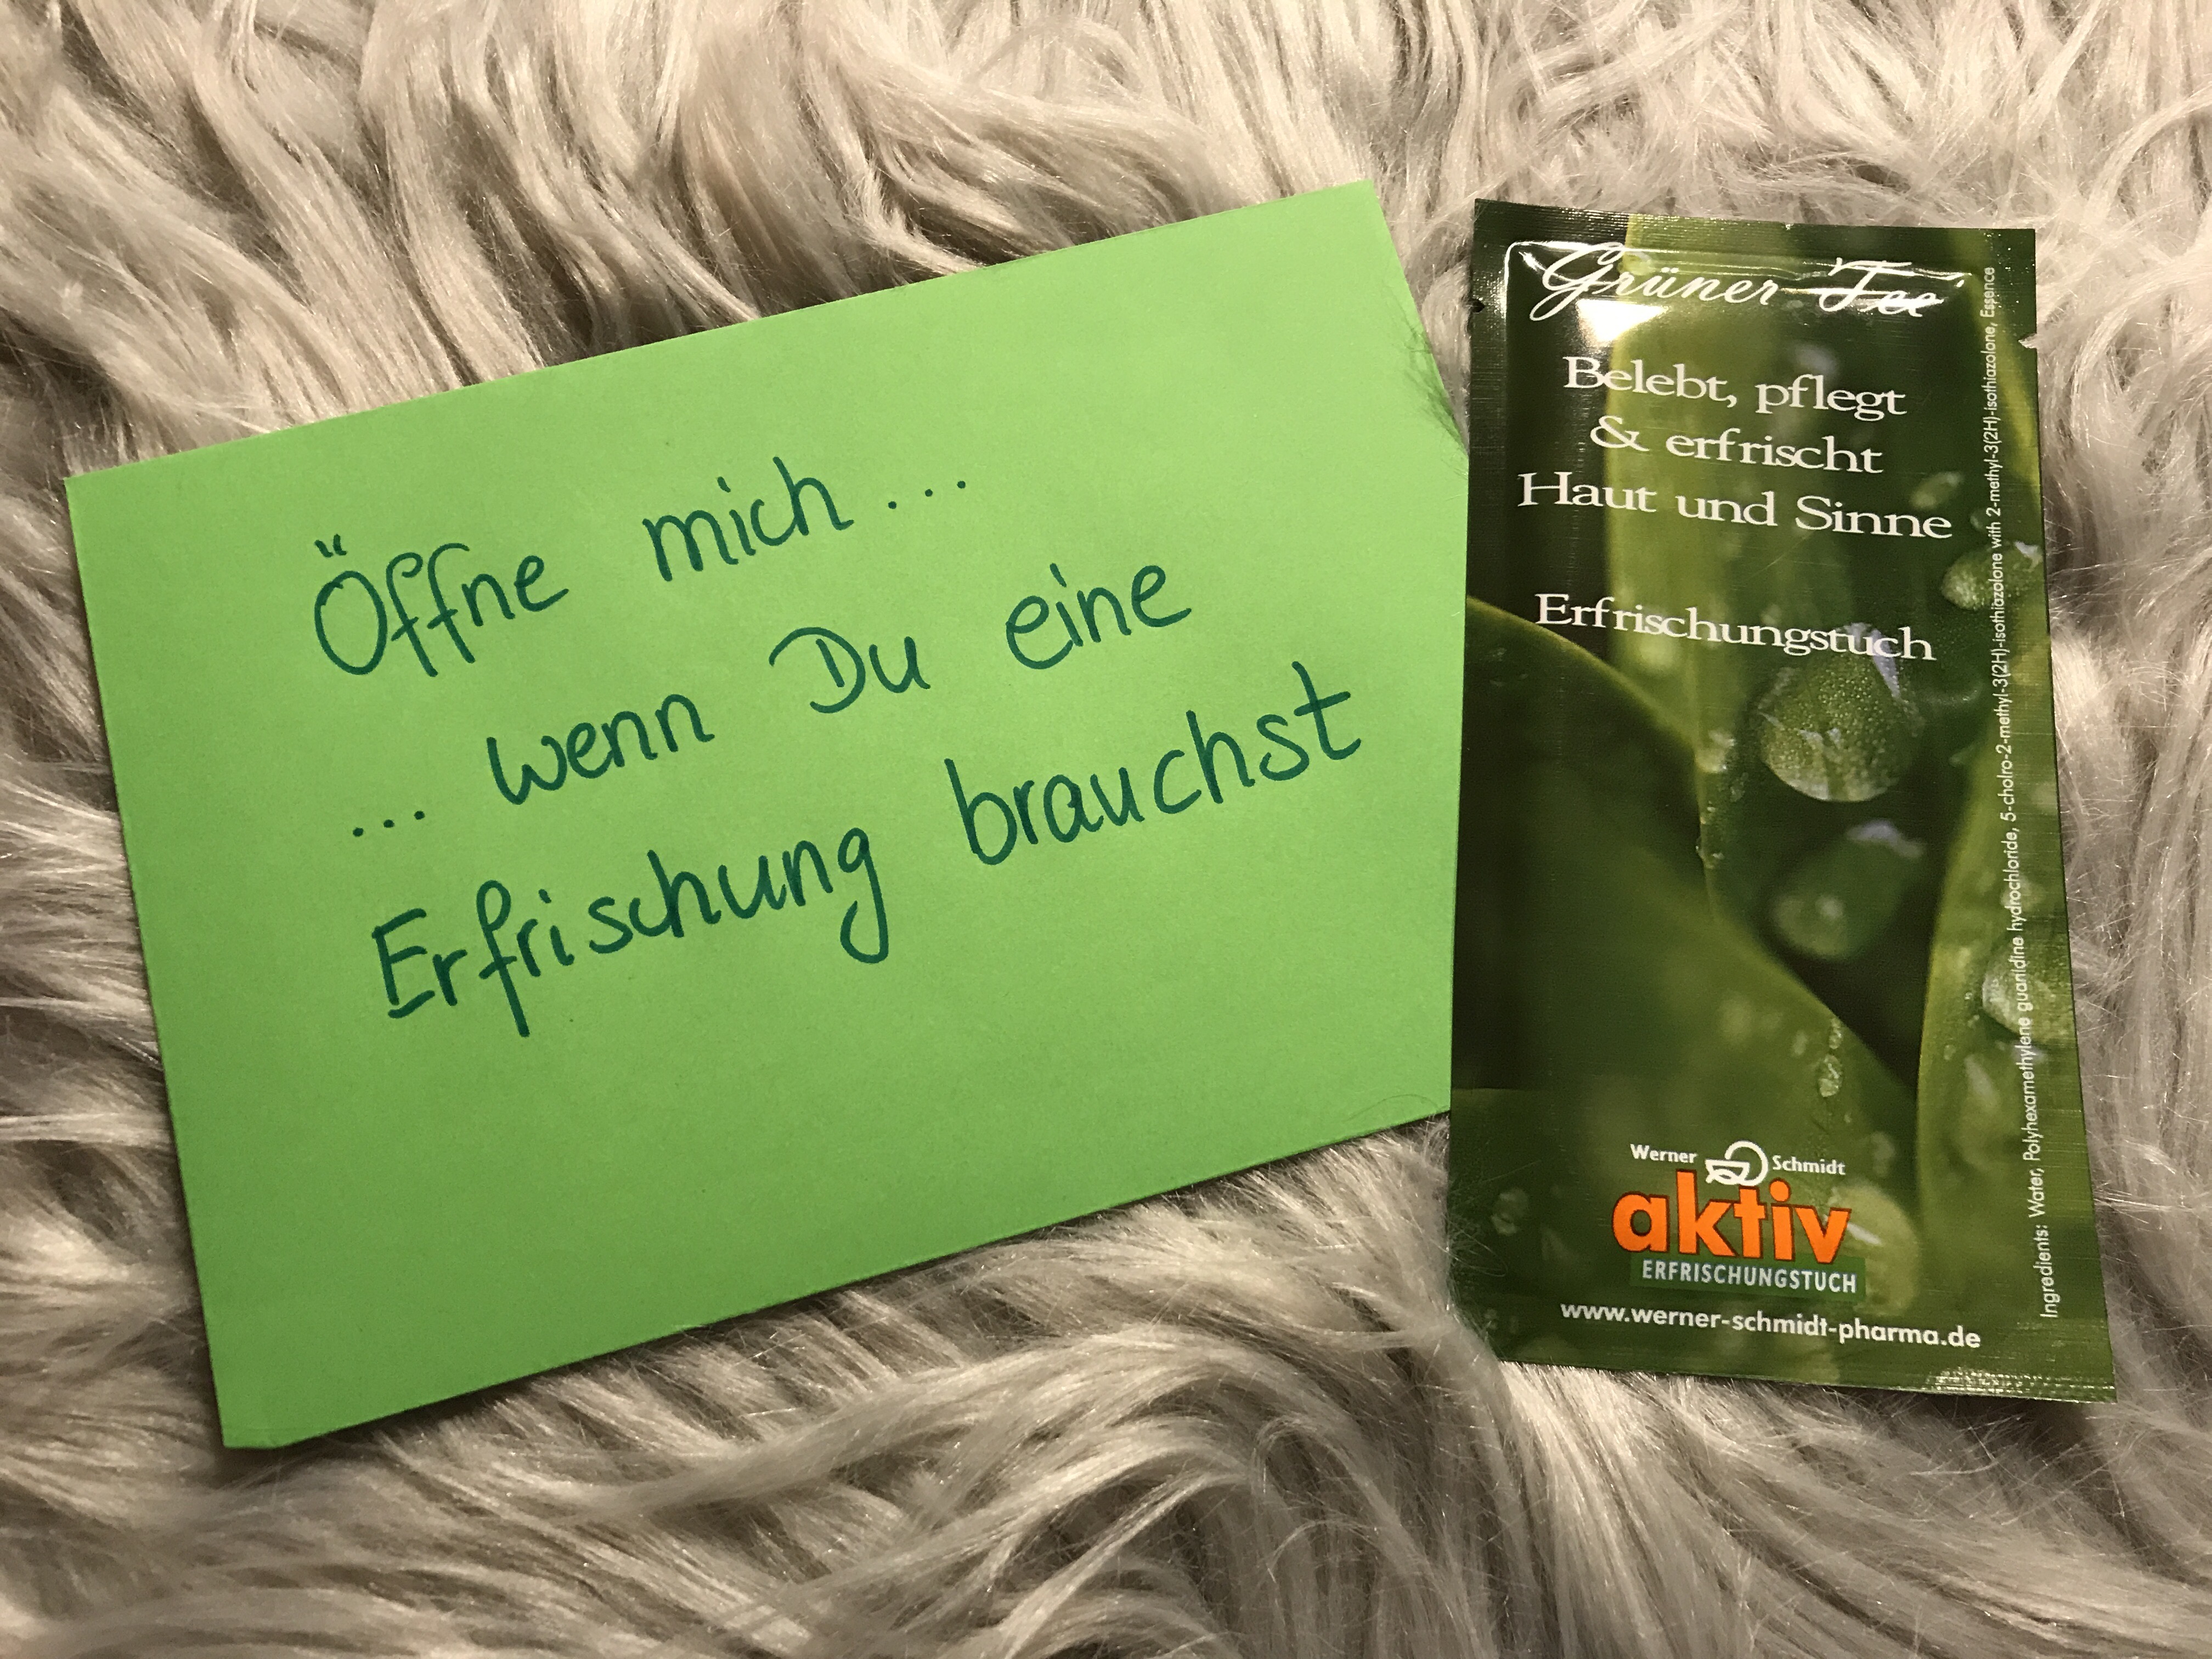 Öffne mich...
... wenn Du eine
Erfrischung brauchst
Grüner Tee
Belebt, pflegt
& erfrischt
Haut und Sinne
Erfrischungstuch
Werner Schmidt
aktiv
ERFRISCHUNGSTUCH
www.werner-schmidt-pharma.de
Ingredients: Water, Polyhexamethylene guanidine hydrochloride, 5-cholro-2-methyl-3(2H)-isothiazolone with 2-methyl-3(2H)-isothiazolone, Essence